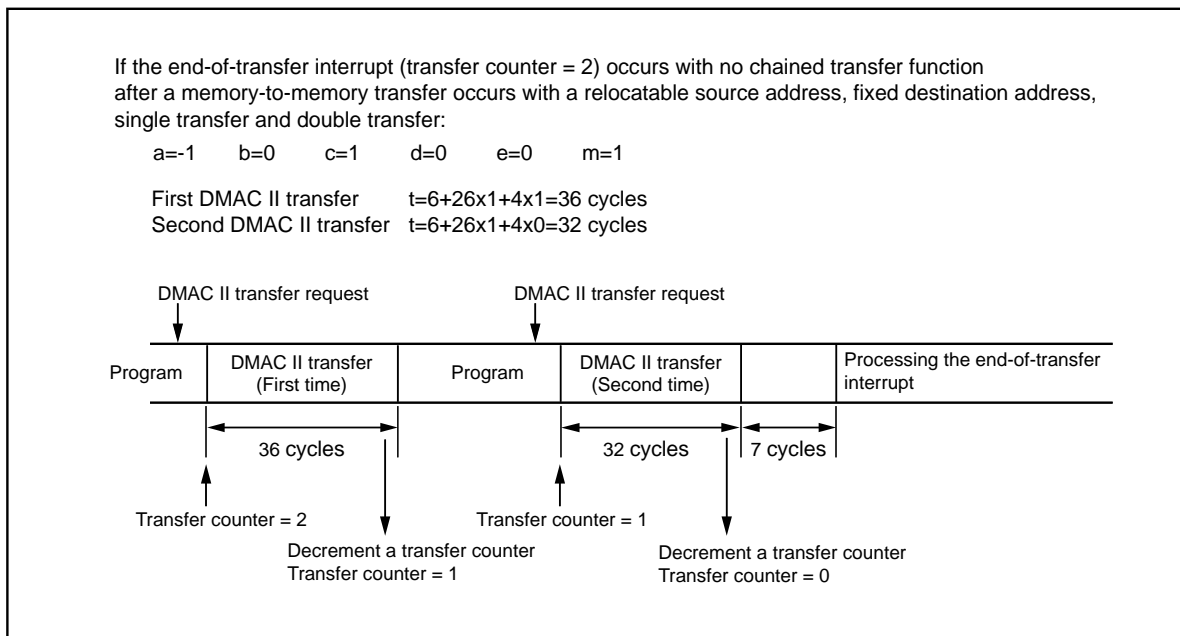 If the end-of-transfer interrupt (transfer counter = 2) occurs with no chained transfer function
after a memory-to-memory transfer occurs with a relocatable source address, fixed destination address,
single transfer and double transfer:
a=-1 b=0 c=1 d=0 e=0 m=1
First DMAC II transfer t=6+26x1+4x1=36 cycles
Second DMAC II transfer t=6+26x1+4x0=32 cycles
DMAC II transfer request
DMAC II transfer request
Program
DMAC II transfer
(First time)
Program
DMAC II transfer
(Second time)
Processing the end-of-transfer
interrupt
36 cycles
32 cycles
7 cycles
Transfer counter = 2
Transfer counter = 1
Decrement a transfer counter
Transfer counter = 1
Decrement a transfer counter
Transfer counter = 0